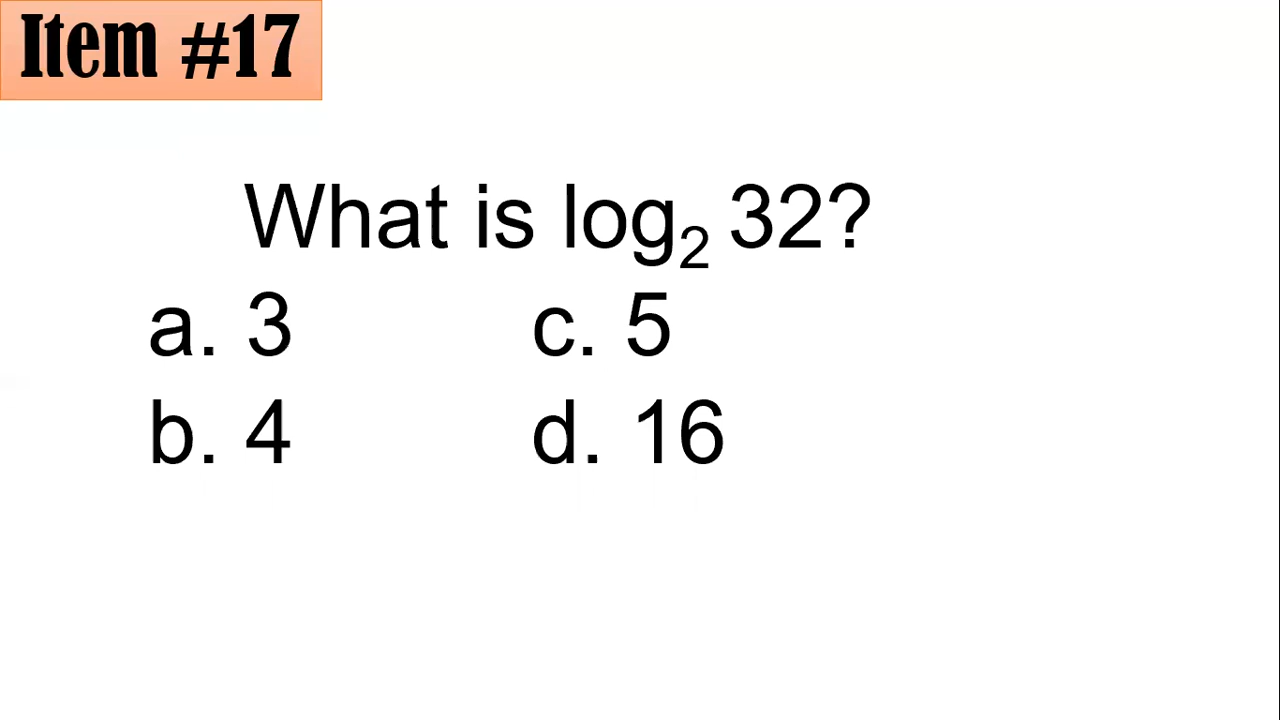 Item #17
What is log₂ 32?
a. 3 c. 5
b. 4 d. 16